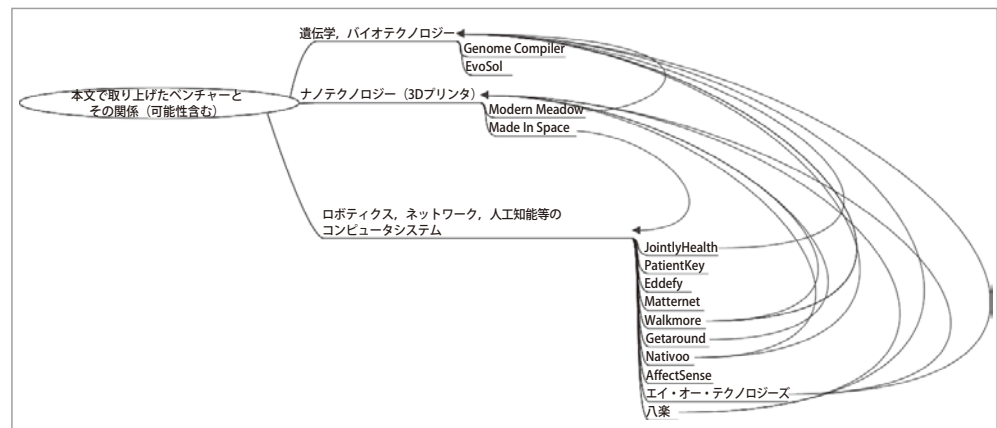 本文で取り上げたベンチャーと
その関係（可能性含む）
遺伝学，バイオテクノロジー
Genome Compiler
EvoSol
ナノテクノロジー（3Dプリンタ）
Modern Meadow
Made In Space
ロボティクス，ネットワーク，人工知能等の
コンピュータシステム
JointlyHealth
PatientKey
Eddefy
Matternet
Walkmore
Getaround
Nativoo
AffectSense
エイ・オー・テクノロジーズ
八楽